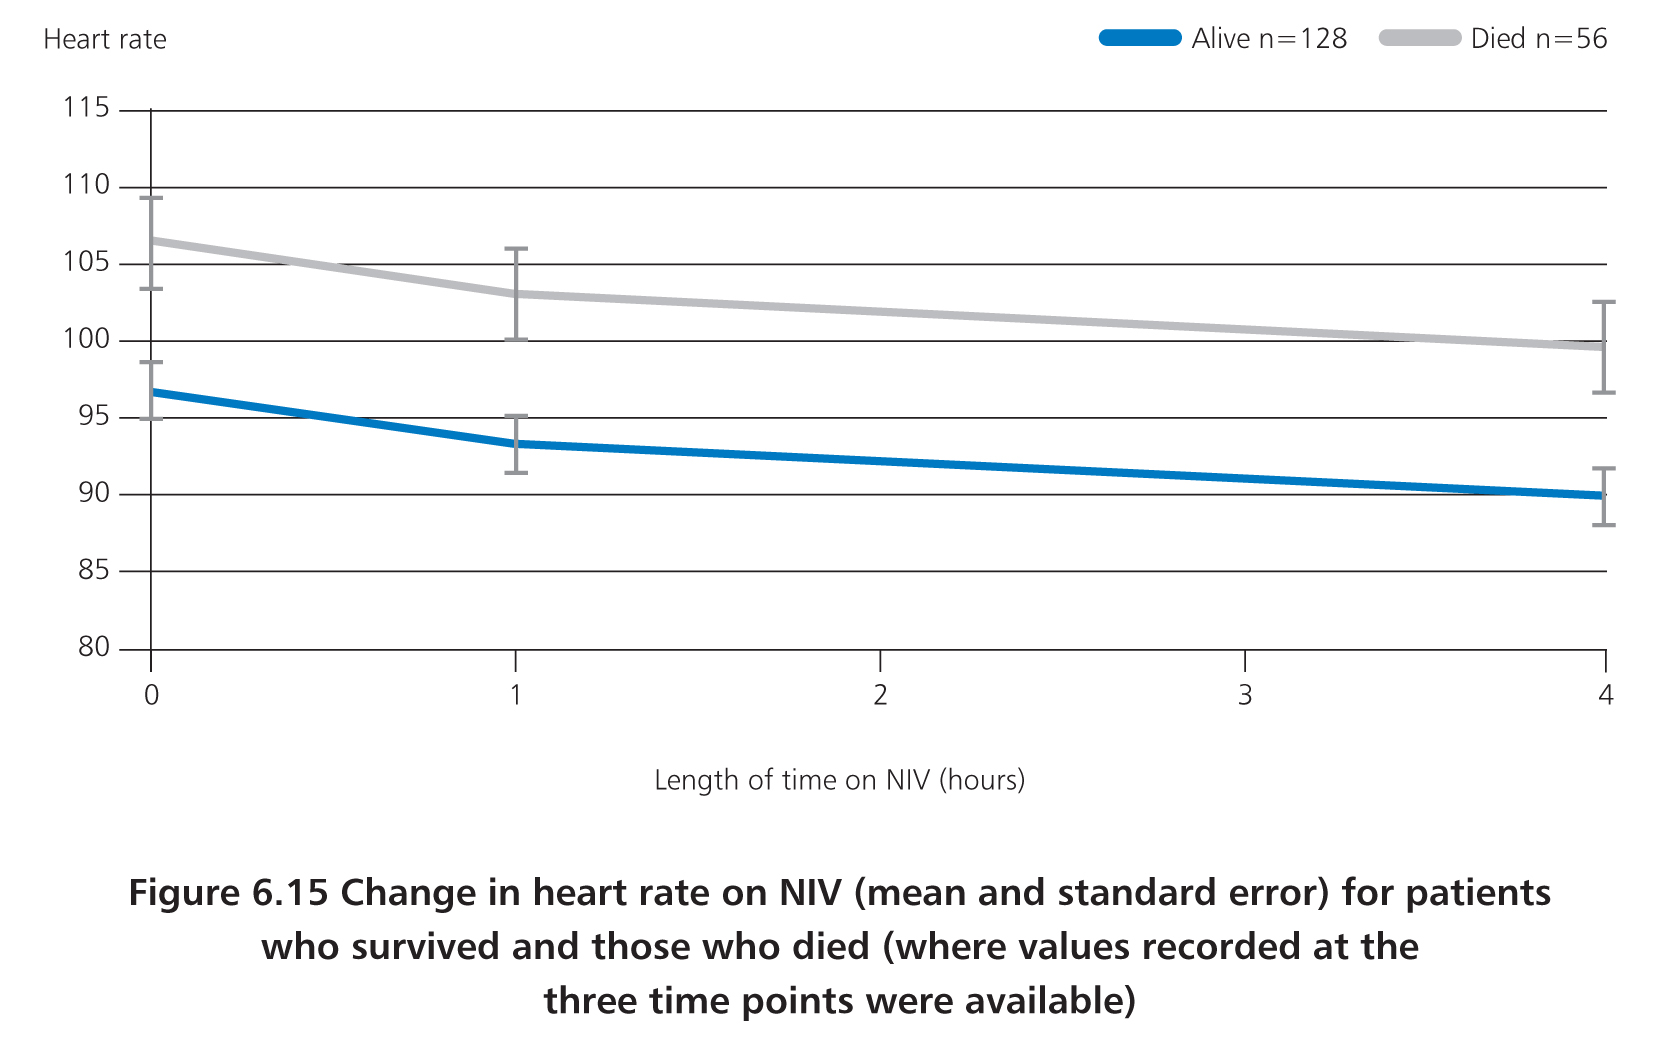 Heart rate
Alive n=128 Died n=56
115
110
105
100
95
90
85
80
0 1 2 3 4
Length of time on NIV (hours)
Figure 6.15 Change in heart rate on NIV (mean and standard error) for patients
who survived and those who died (where values recorded at the
three time points were available)